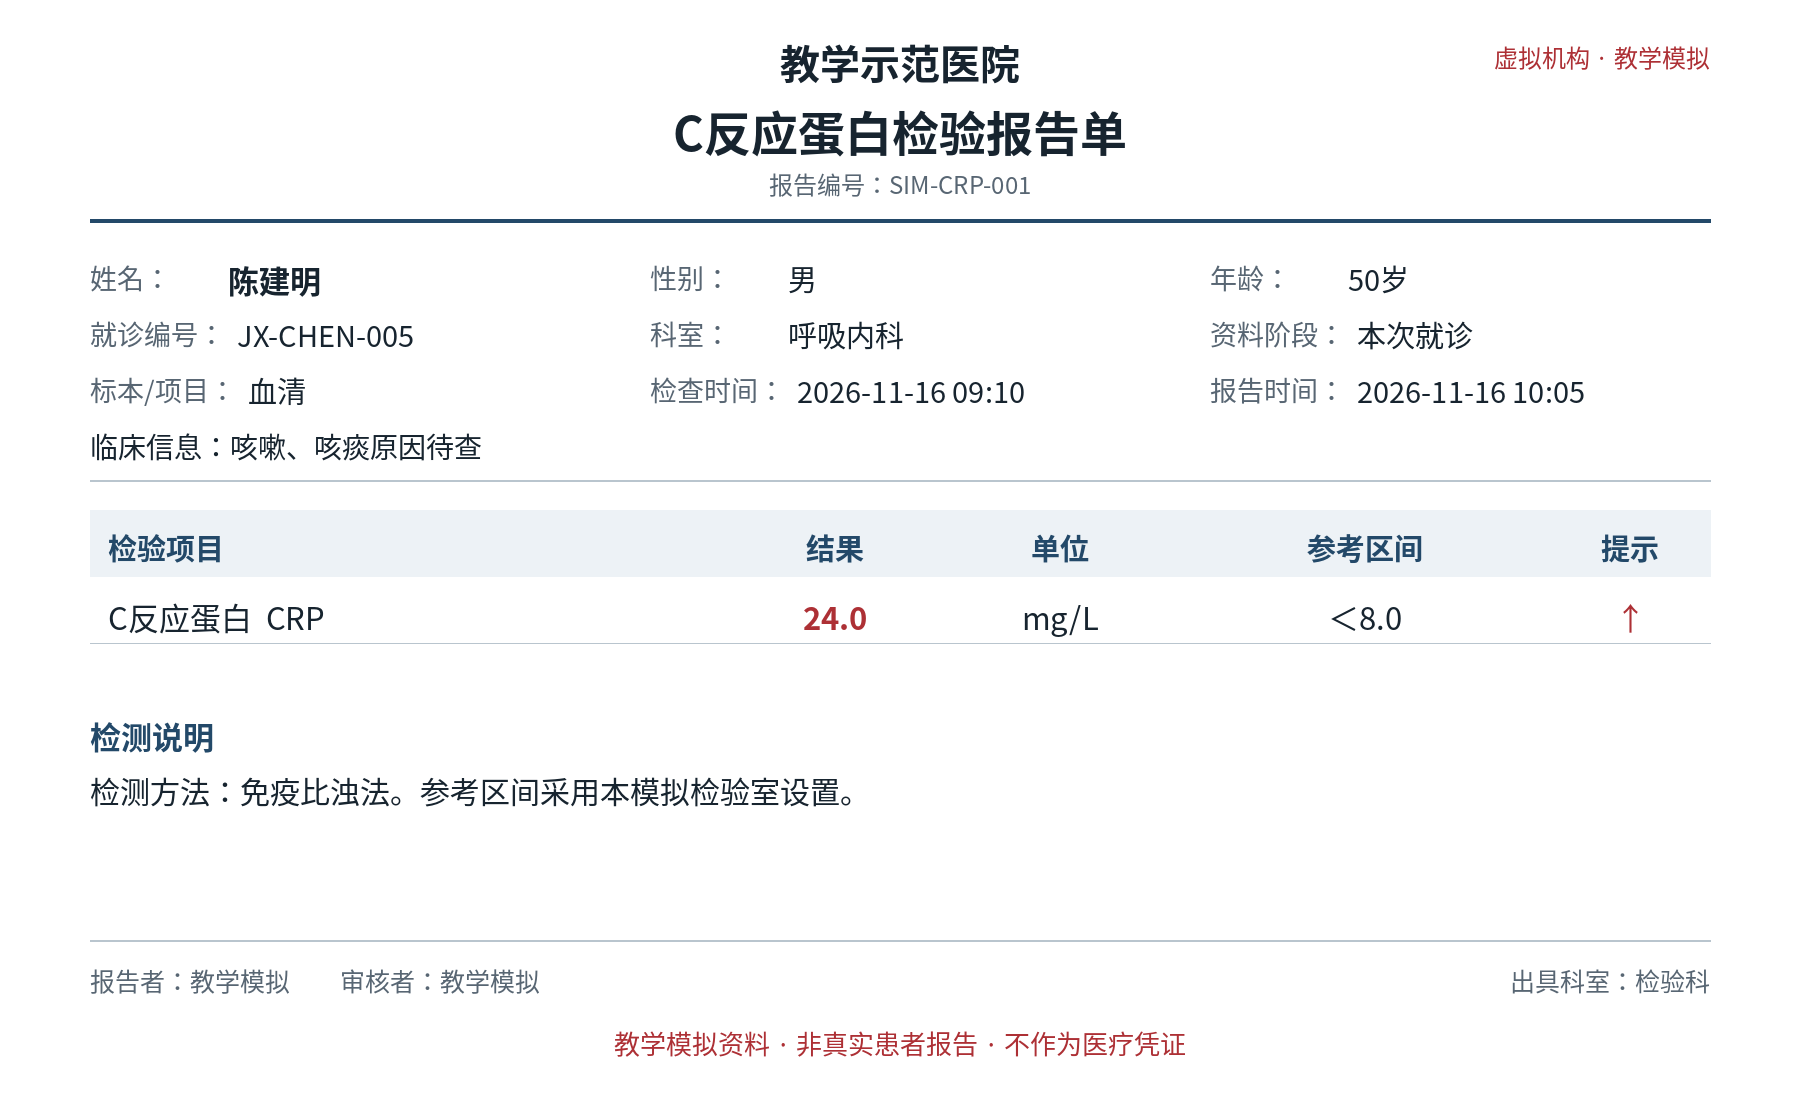 教学示范医院
虚拟机构 · 教学模拟
C反应蛋白检验报告单
报告编号：SIM-CRP-001
姓名： 陈建明 性别： 男 年龄： 50岁
就诊编号： JX-CHEN-005 科室： 呼吸内科 资料阶段： 本次就诊
标本/项目： 血清 检查时间： 2026-11-16 09:10 报告时间： 2026-11-16 10:05
临床信息：咳嗽、咳痰原因待查
检验项目 结果 单位 参考区间 提示
C反应蛋白 CRP 24.0 mg/L ＜8.0 ↑
检测说明
检测方法：免疫比浊法。参考区间采用本模拟检验室设置。
报告者：教学模拟 审核者：教学模拟 出具科室：检验科
教学模拟资料 · 非真实患者报告 · 不作为医疗凭证